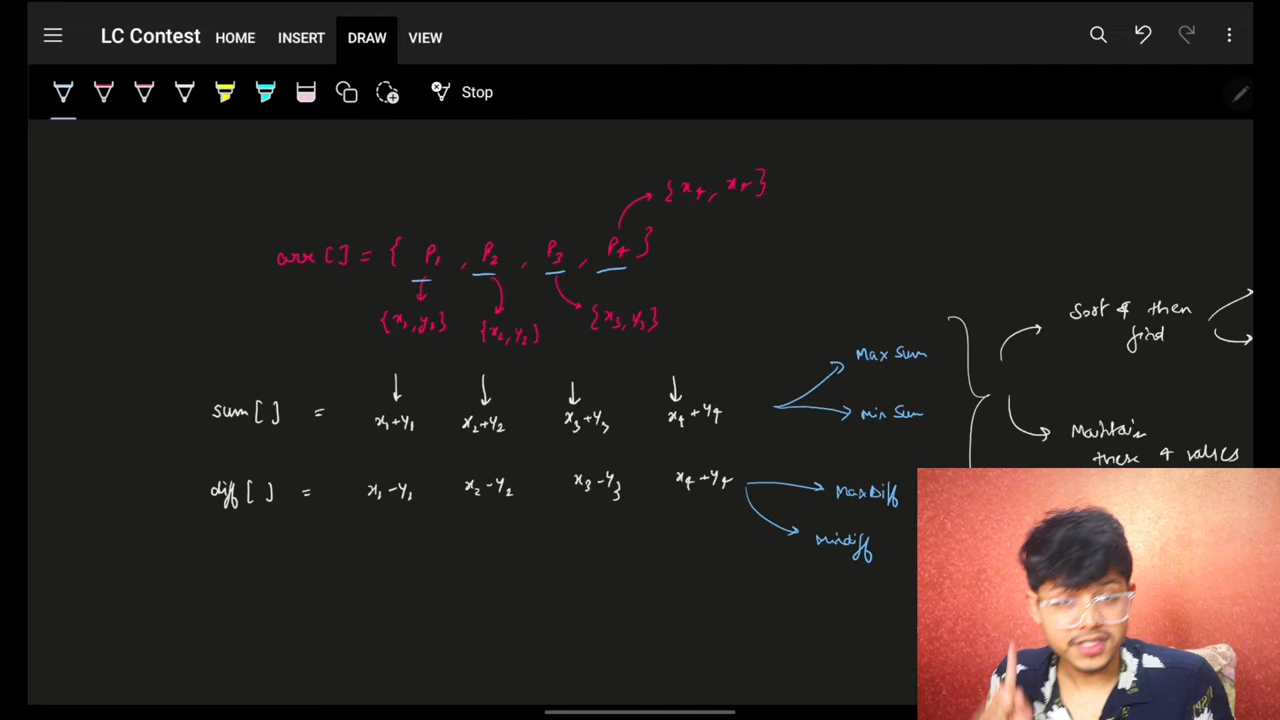 LC Contest HOME INSERT DRAW VIEW
Stop
{x4, x4}
arr[] = { P1, P2, P3, P4 }
{x1, y1} {x2, y2} {x3, y3}
Sort & then find
Max Sum
sum[] = x1+y1 x2+y2 x3+y3 x4+y4
Min Sum
Maintain these 4 values
diff[] = x1-y1 x2-y2 x3-y3 x4+y4
Max Diff
mindiff